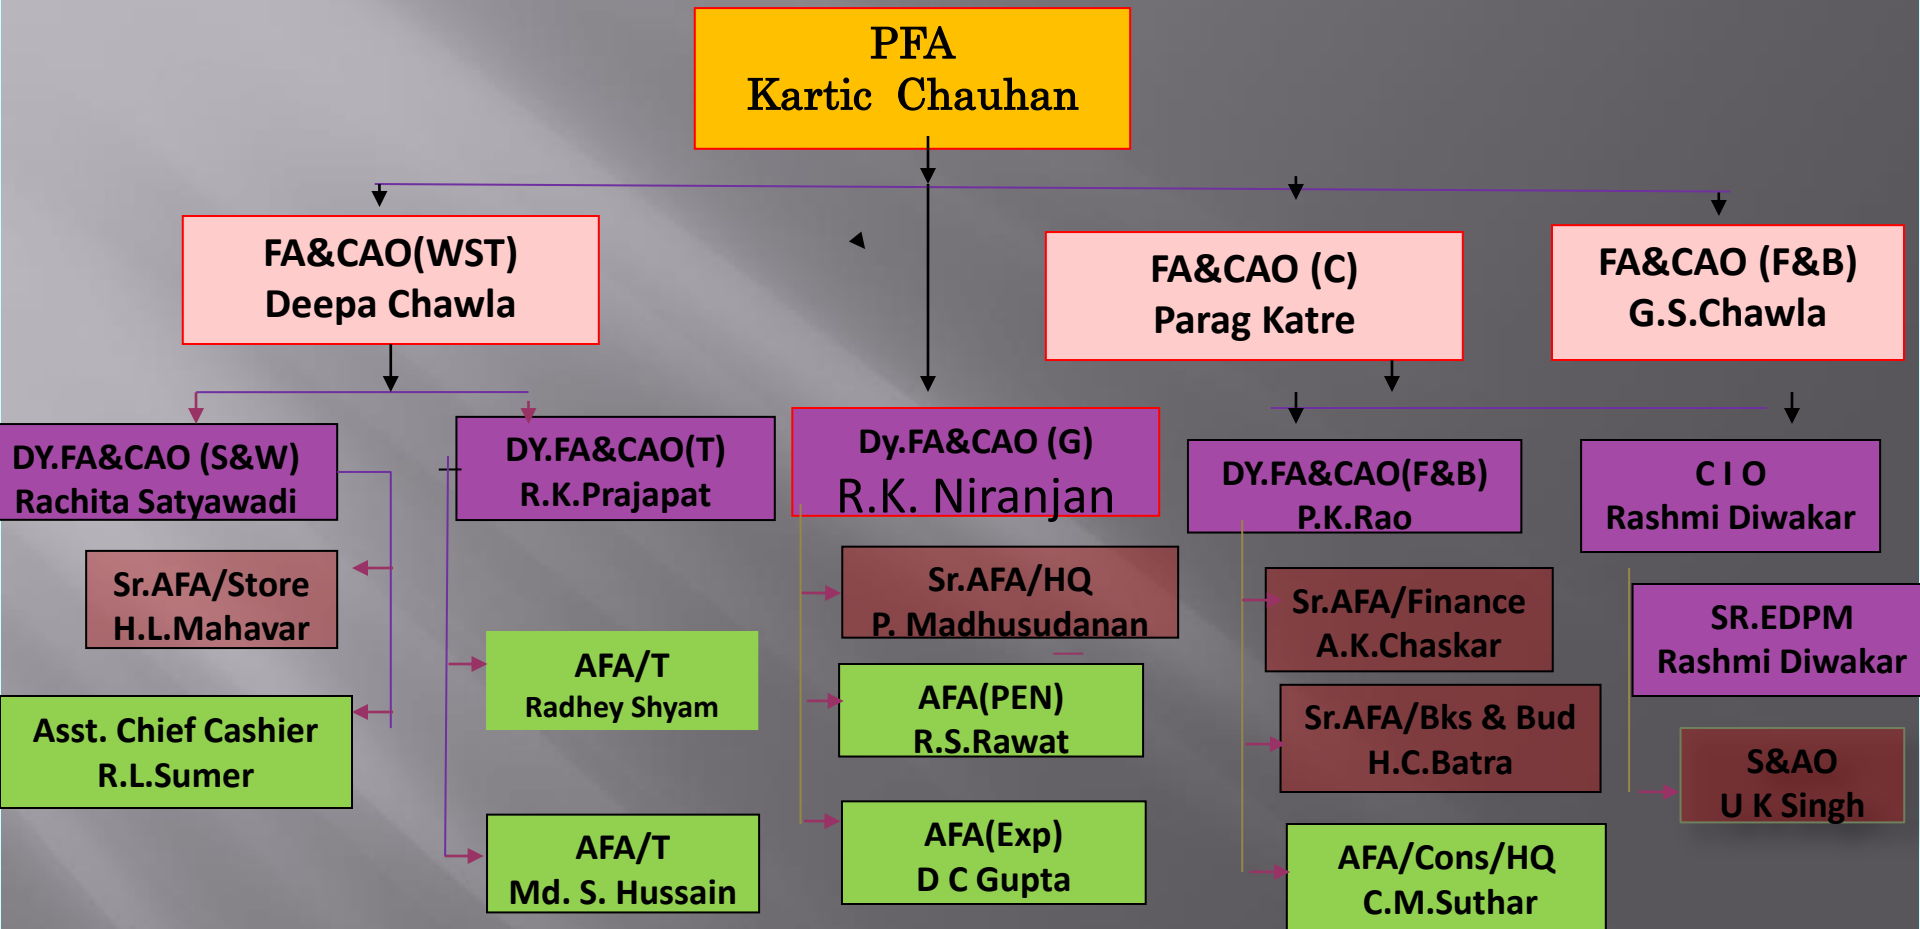 PFA
Kartic Chauhan
FA&CAO(WST)
Deepa Chawla
FA&CAO (C)
Parag Katre
FA&CAO (F&B)
G.S.Chawla
DY.FA&CAO (S&W)
Rachita Satyawadi
DY.FA&CAO(T)
R.K.Prajapat
Dy.FA&CAO (G)
R.K. Niranjan
DY.FA&CAO(F&B)
P.K.Rao
C I O
Rashmi Diwakar
Sr.AFA/Store
H.L.Mahavar
Asst. Chief Cashier
R.L.Sumer
AFA/T
Radhey Shyam
AFA/T
Md. S. Hussain
Sr.AFA/HQ
P. Madhusudanan
AFA(PEN)
R.S.Rawat
AFA(Exp)
D C Gupta
Sr.AFA/Finance
A.K.Chaskar
Sr.AFA/Bks & Bud
H.C.Batra
AFA/Cons/HQ
C.M.Suthar
SR.EDPM
Rashmi Diwakar
S&AO
U K Singh